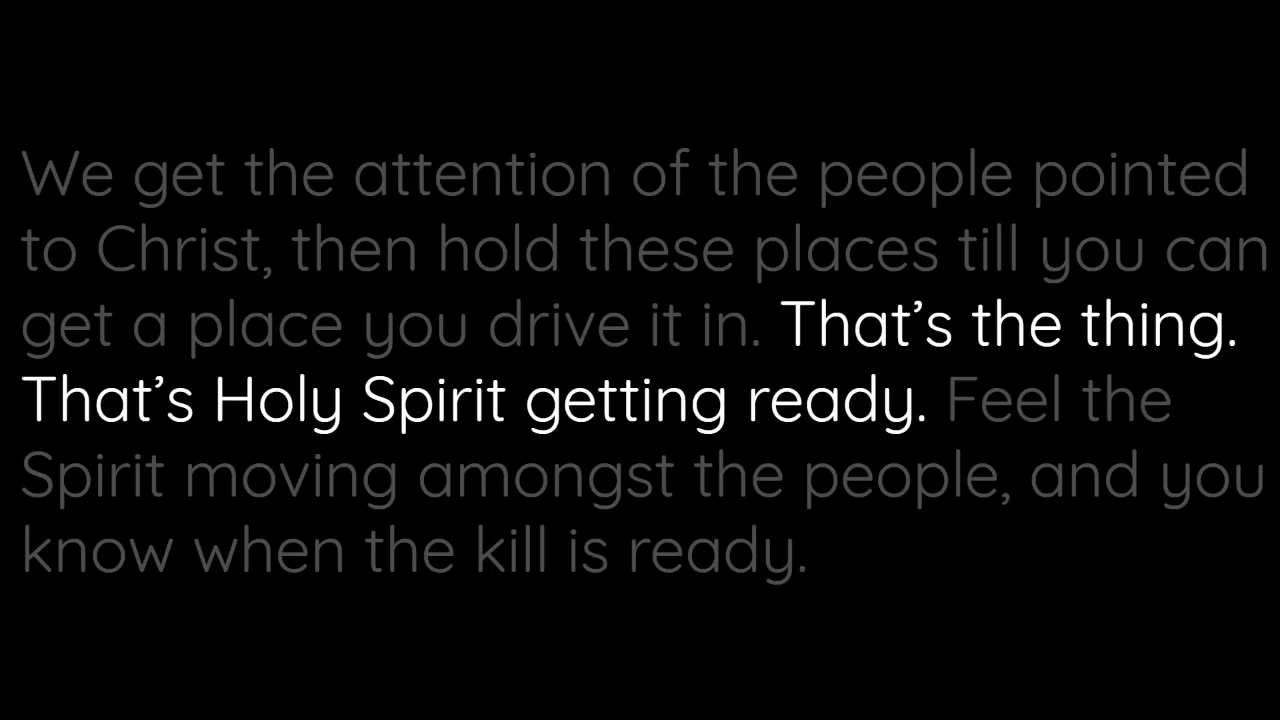 We get the attention of the people pointed
to Christ, then hold these places till you can
get a place you drive it in. That’s the thing.
That’s Holy Spirit getting ready. Feel the
Spirit moving amongst the people, and you
know when the kill is ready.